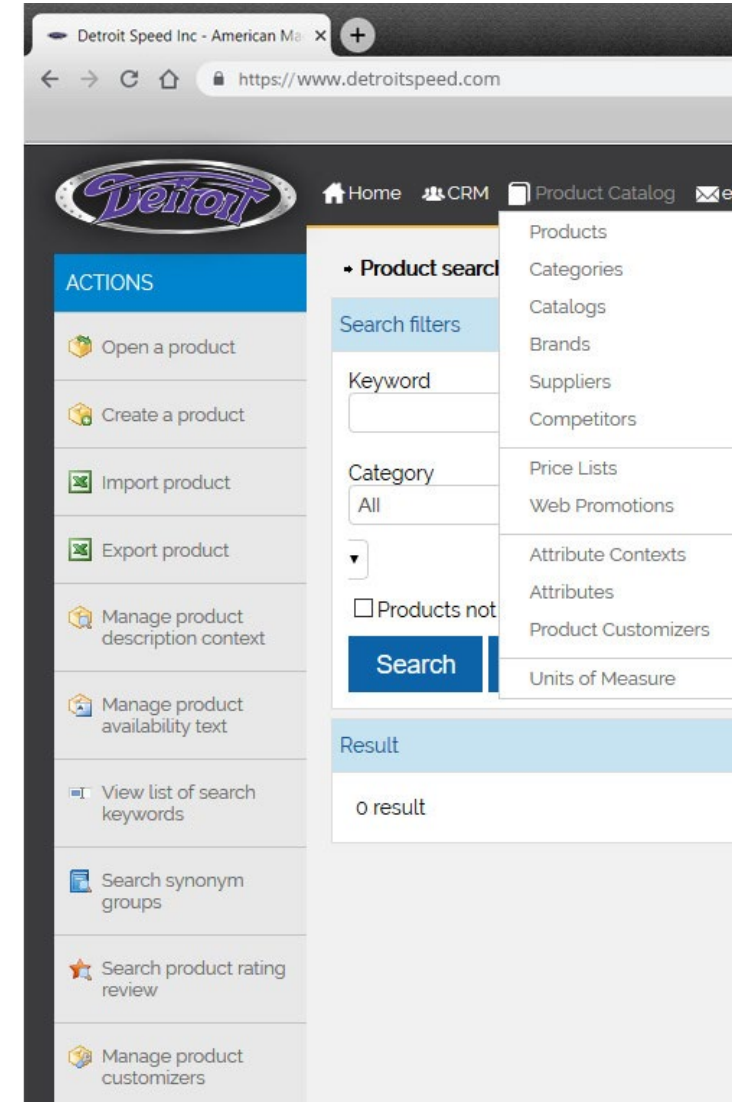 Detroit Speed Inc - American Ma
https://www.detroitspeed.com
Detroit
Home CRM Product Catalog e
Products
Categories
Catalogs
Brands
Suppliers
Competitors
Price Lists
Web Promotions
Attribute Contexts
Attributes
Product Customizers
Units of Measure
ACTIONS
Open a product
Create a product
Import product
Export product
Manage product
description context
Manage product
availability text
View list of search
keywords
Search synonym
groups
Search product rating
review
Manage product
customizers
Product search
Search filters
Keyword
Category
All
Products not
Search
Result
0 result